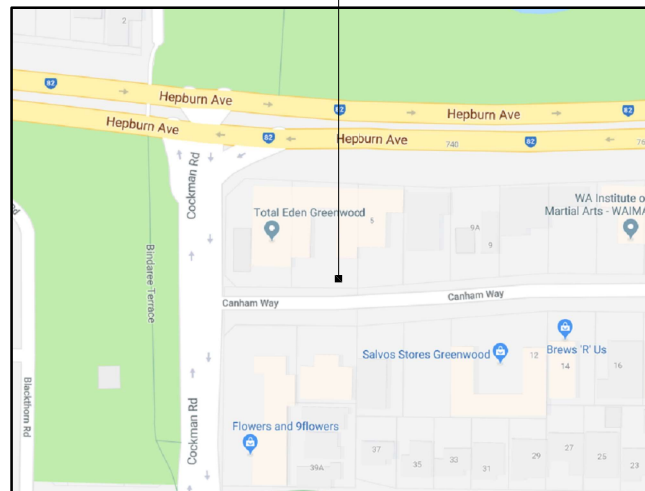 2
82
Hepburn Ave
82
Hepburn Ave
82
Hepburn Ave
82
Hepburn Ave
740
82
Cockman Rd
Total Eden Greenwood
5
9A
9
WA Institute o
Martial Arts - WAIMA
Bindaree Terrace
Canham Way
Canham Way
Salvos Stores Greenwood
12
Brews 'R' Us
14
16
Blackthorn Rd
Cockman Rd
Flowers and 9flowers
39A
37
35
33
31
29
27
25
23